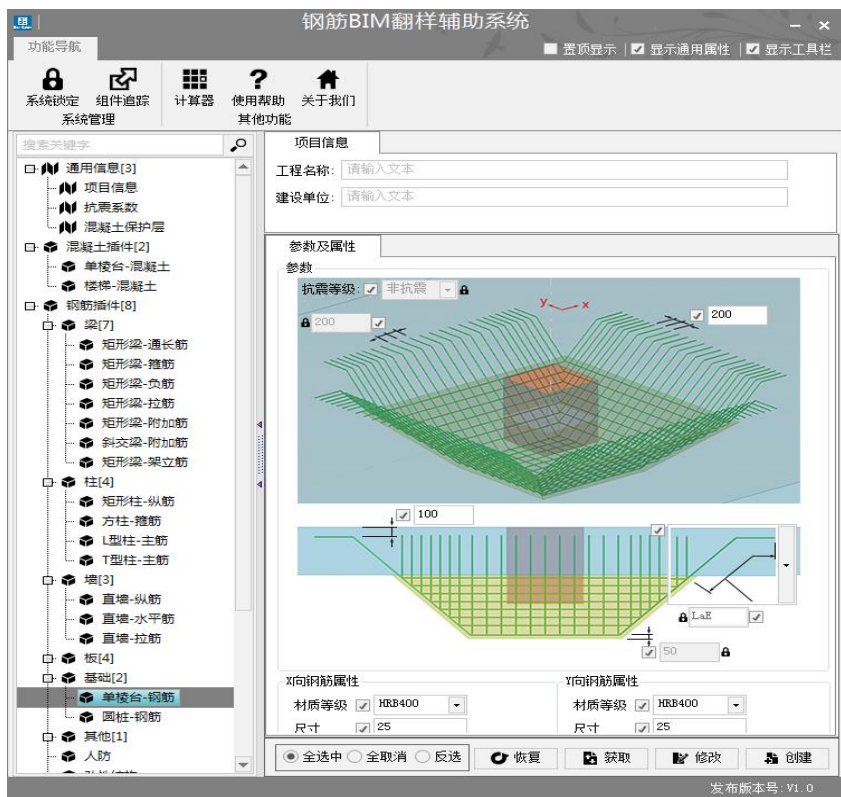 钢筋BIM翻样辅助系统
功能导航
置顶显示 | 显示通用属性 | 显示工具栏
系统锁定 组件追踪 计算器 使用帮助 关于我们
系统管理 其他功能
搜索关键字
通用信息[3]
项目信息
抗震系数
混凝土保护层
混凝土插件[2]
单棱台-混凝土
楼梯-混凝土
钢筋插件[8]
梁[7]
矩形梁-通长筋
矩形梁-箍筋
矩形梁-负筋
矩形梁-拉筋
矩形梁-附加筋
斜交梁-附加筋
矩形梁-架立筋
柱[4]
矩形柱-纵筋
方柱-箍筋
L型柱-主筋
T型柱-主筋
墙[3]
直墙-纵筋
直墙-水平筋
直墙-拉筋
板[4]
基础[2]
单棱台-钢筋
圆桩-钢筋
其他[1]
人防
项目信息
工程名称: 请输入文本
建设单位: 请输入文本
参数及属性
参数
抗震等级: 非抗震
y x
200
200
100
LaE
50
X向钢筋属性
材质等级 HRB400
尺寸 25
Y向钢筋属性
材质等级 HRB400
尺寸 25
全选中 全取消 反选 恢复 获取 修改 创建
发布版本号: V1.0